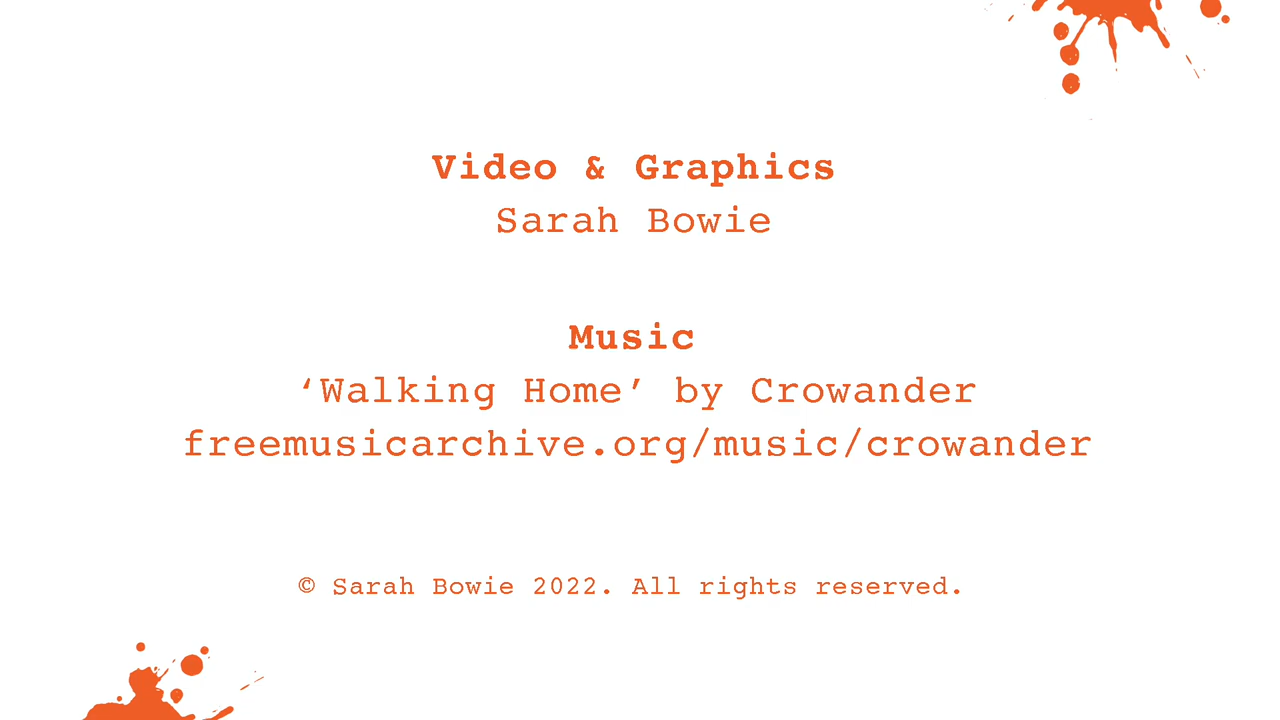 Video & Graphics
Sarah Bowie
Music
‘Walking Home’ by Crowander
freemusicarchive.org/music/crowander
© Sarah Bowie 2022. All rights reserved.